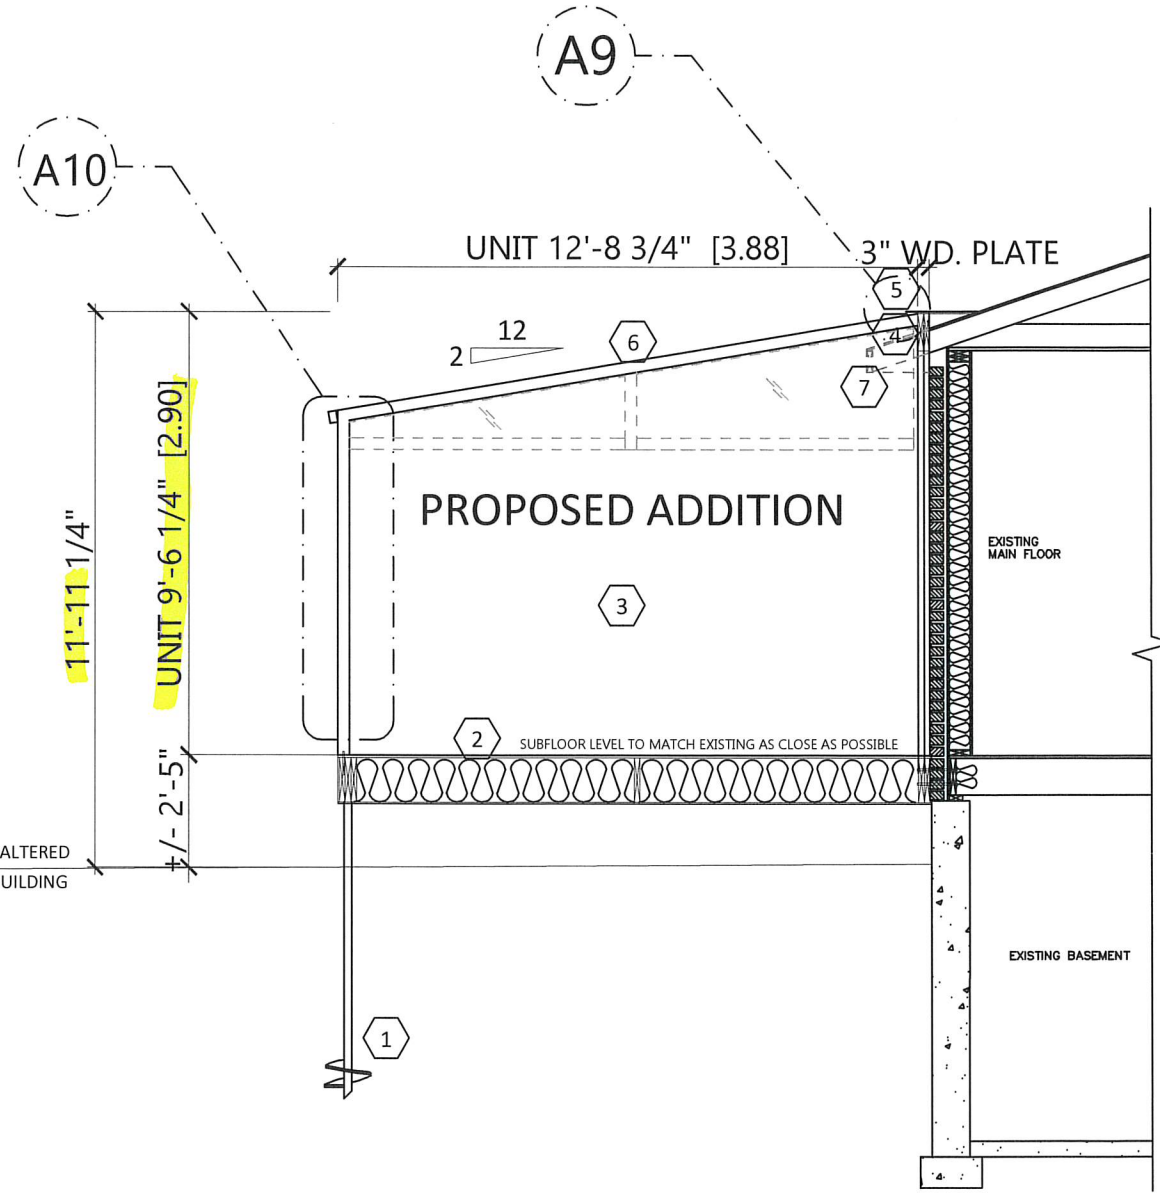 A9
A10
UNIT 12'-8 3/4" [3.88]
3" WD. PLATE
5
4
12
2
6
7
11'-11 1/4"
UNIT 9'-6 1/4" [2.90]
+/- 2'-5"
PROPOSED ADDITION
EXISTING
MAIN FLOOR
3
2
SUBFLOOR LEVEL TO MATCH EXISTING AS CLOSE AS POSSIBLE
ALTERED
UILDING
EXISTING BASEMENT
1